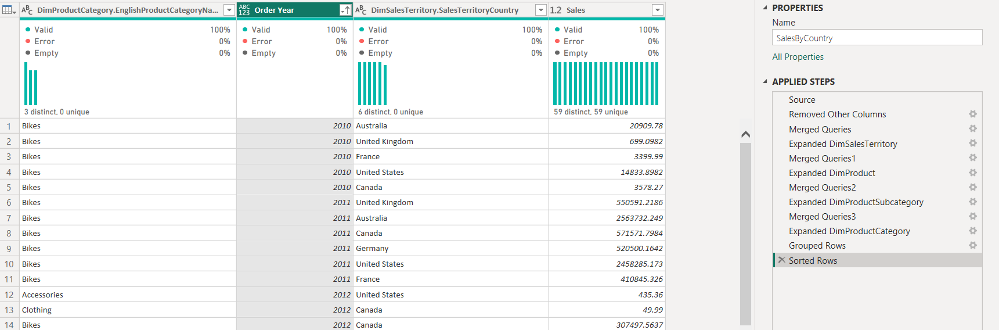 ABC DimProductCategory.EnglishProductCategoryNa... ABC 123 Order Year ABC DimSalesTerritory.SalesTerritoryCountry 1.2 Sales
Valid 100% Valid 100% Valid 100% Valid 100%
Error 0% Error 0% Error 0% Error 0%
Empty 0% Empty 0% Empty 0% Empty 0%
3 distinct, 0 unique 6 distinct, 0 unique 59 distinct, 59 unique
1 Bikes 2010 Australia 20909.78
2 Bikes 2010 United Kingdom 699.0982
3 Bikes 2010 France 3399.99
4 Bikes 2010 United States 14833.8982
5 Bikes 2010 Canada 3578.27
6 Bikes 2011 United Kingdom 550591.2186
7 Bikes 2011 Australia 2563732.249
8 Bikes 2011 Canada 571571.7984
9 Bikes 2011 Germany 520500.1642
10 Bikes 2011 United States 2458285.173
11 Bikes 2011 France 410845.326
12 Accessories 2012 United States 435.36
13 Clothing 2012 Canada 49.99
14 Bikes 2012 Canada 307497.5637
PROPERTIES
Name
SalesByCountry
All Properties
APPLIED STEPS
Source
Removed Other Columns
Merged Queries
Expanded DimSalesTerritory
Merged Queries1
Expanded DimProduct
Merged Queries2
Expanded DimProductSubcategory
Merged Queries3
Expanded DimProductCategory
Grouped Rows
Sorted Rows